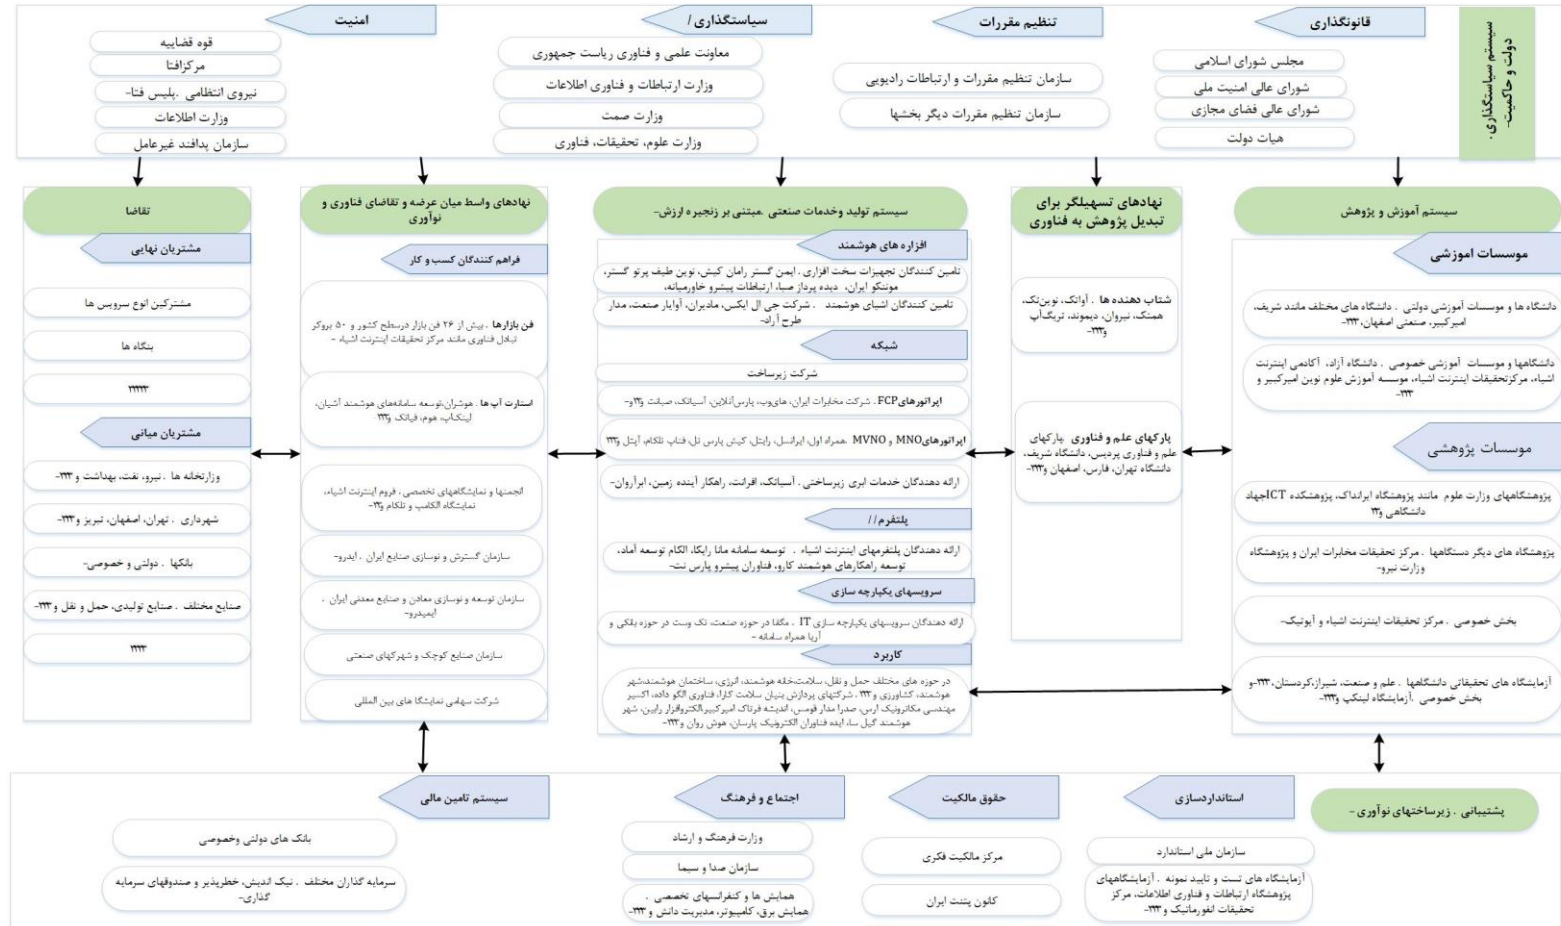 سیستم سیاستگذاری .
دولت و حاکمیت-
قانونگذاری
مجلس شورای اسلامی
شورای عالی امنیت ملی
شورای عالی فضای مجازی
هیات دولت
تنظیم مقررات
سازمان تنظیم مقررات و ارتباطات رادیویی
سازمان تنظیم مقررات دیگر بخشها
سیاستگذاری /
معاونت علمی و فناوری ریاست جمهوری
وزارت ارتباطات و فناوری اطلاعات
وزارت صمت
وزارت علوم، تحقیقات، فناوری
امنیت
قوه قضاییه
مرکزافتا
نیروی انتظامی .پلیس فتا-
وزارت اطلاعات
سازمان پدافند غیرعامل
سیستم آموزش و پژوهش
موسسات اموزشی
دانشگاه ها و موسسات آموزشی دولتی . دانشگاه های مختلف مانند شریف،
امیرکبیر، صنعتی اصفهان،؟؟؟-
دانشگاهها و موسسات آموزشی خصوصی . دانشگاه آزاد، آکادمی اینترنت
اشیاء، مرکزتحقیقات اینترنت اشیاء، موسسه آموزش علوم نوین امیرکبیر و
؟؟؟-
موسسات پژوهشی
پژوهشگاههای وزارت علوم مانند پژوهشگاه ایرانداک، پژوهشکده ICTجهاد
دانشگاهی و؟؟
پژوهشگاه های دیگر دستگاهها . مرکز تحقیقات مخابرات ایران و پژوهشگاه
وزارت نیرو-
بخش خصوصی . مرکز تحقیقات اینترنت اشیاء و آیوتیک-
آزمایشگاه های تحقیقاتی دانشگاهها . علم و صنعت، شیراز،کردستان،؟؟؟-و
بخش خصوصی .آزمایشگاه لینکپ و؟؟؟-
نهادهای تسهیلگر برای
تبدیل پژوهش به فناوری
شتاب دهنده ها . آواتک، نوین‌تک،
همتک، نیروان، دیموند، تریگ‌آپ
و؟؟؟-
پارکهای علم و فناوری .پارکهای
علم و فناوری پردیس، دانشگاه شریف،
دانشگاه تهران، فارس، اصفهان و؟؟؟-
سیستم تولید وخدمات صنعتی .مبتنی بر زنجیره ارزش-
افزاره های هوشمند
تامین کنندگان تجهیزات سخت افزاری . ایمن گستر رامان کیش، نوین طیف پرتو گستر،
موننکو ایران، دیده پرداز صبا، ارتباطات پیشرو خاورمیانه،
تامین کنندگان اشیای هوشمند . شرکت جی ال ایکس، مادیران، آوایار صنعت، مدار
طرح آراد-
شبکه
شرکت زیرساخت
اپراتورهایFCP . شرکت مخابرات ایران، های‌وب، پارس‌آنلاین، آسیاتک، صبانت و؟؟-
اپراتورهایMNO و MVNO .همراه اول، ایرانسل، رایتل، کیش پارس تل، فناپ تلکام، آپتل و؟؟؟
ارائه دهندگان خدمات ابری زیرساختی . آسیاتک، افرانت، راهکار آینده زمین، ابرآروان-
پلتفرم//
ارائه دهندگان پلتفرمهای اینترنت اشیاء . توسعه سامانه مانا رایکا، الکام توسعه آماد،
توسعه راهکارهای هوشمند کارو، فناوران پیشرو پارس نت-
سرویسهای یکپارچه سازی
ارائه دهندگان سرویسهای یکپارچه سازی IT . مگفا در حوزه صنعت، تک وست در حوزه بانکی و
آریا همراه سامانه -
کاربرد
در حوزه های مختلف حمل و نقل، سلامت،خانه هوشمند، انرژی، ساختمان هوشمند،شهر
هوشمند، کشاورزی و ؟؟؟ . شرکتهای پردازش بنیان سلامت کارا، فناوری الگو داده، اکسیر
مهندسی مکاترونیک ارس، صدرا مدار قومس، اندیشه فرتاک امیرکبیر،الکتروافزار رابین، شهر
هوشمند گیل سا، ایده فناوران الکترونیک پارسان، هوش روان و؟؟؟-
نهادهای واسط میان عرضه و تقاضای فناوری و
نوآوری
فراهم کنندگان کسب و کار
فن بازارها . بیش از ۲۶ فن بازار درسطح کشور و ۵۰ بروکر
تبادل فناوری مانند مرکز تحقیقات اینترنت اشیاء -
استارت آپ ها . هوشران،توسعه سامانه‌های هوشمند آشیان،
لینک‌اپ، هوم، فیاتک و؟؟؟
انجمنها و نمایشگاههای تخصصی . فروم اینترنت اشیاء،
نمایشگاه الکامپ و تلکام و؟؟-
سازمان گسترش و نوسازی صنایع ایران . ایدرو-
سازمان توسعه و نوسازی معادن و صنایع معدنی ایران .
ایمیدرو-
سازمان صنایع کوچک و شهرکهای صنعتی
شرکت سهامی نمایشگا های بین المللی
تقاضا
مشتریان نهایی
مشترکین انوع سرویس ها
بنگاه ها
؟؟؟؟؟
مشتریان میانی
وزارتخانه ها . نیرو، نفت، بهداشت و ؟؟؟-
شهرداری . تهران، اصفهان، تبریز و ؟؟؟-
بانکها . دولتی و خصوصی-
صنایع مختلف . صنایع تولیدی، حمل و نقل و ؟؟؟-
؟؟؟؟
پشتیبانی . زیرساختهای نوآوری -
استانداردسازی
سازمان ملی استاندارد
آزمایشگاه های تست و تایید نمونه . آزمایشگاههای
پژوهشگاه ارتباطات و فناوری اطلاعات، مرکز
تحقیقات انفورماتیک و ؟؟؟-
حقوق مالکیت
مرکز مالکیت فکری
کانون پتنت ایران
اجتماع و فرهنگ
وزارت فرهنگ و ارشاد
سازمان صدا و سیما
همایش ها و کنفرانسهای تخصصی .
همایش برق، کامپیوتر، مدیریت دانش و ؟؟؟-
سیستم تامین مالی
بانک های دولتی وخصوصی
سرمایه گذاران مختلف . نیک اندیش، خطرپذیر و صندوقهای سرمایه
گذاری-